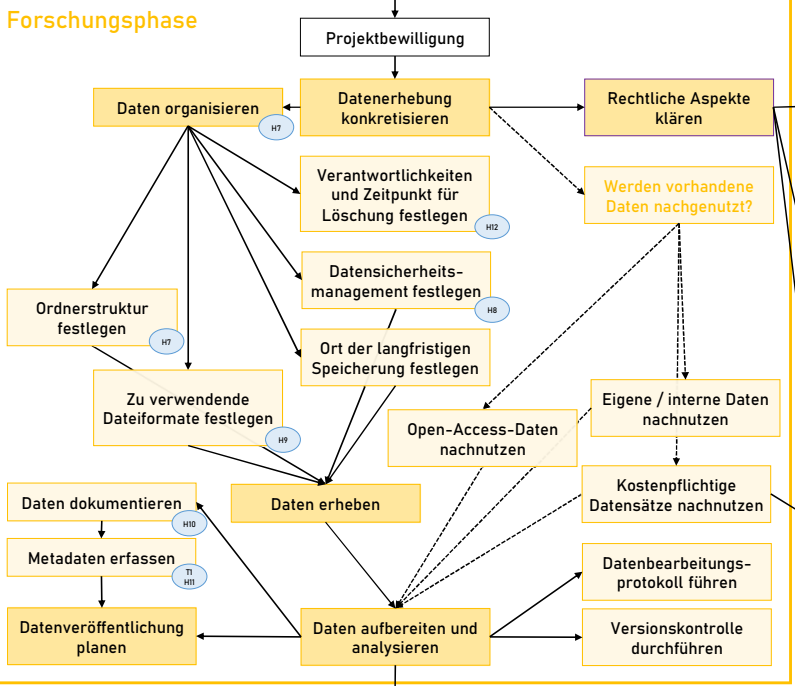 Forschungsphase
Projektbewilligung
Daten organisieren
H7
Datenerhebung
konkretisieren
Rechtliche Aspekte
klären
Verantwortlichkeiten
und Zeitpunkt für
Löschung festlegen
H12
Werden vorhandene
Daten nachgenutzt?
Datensicherheits-
management festlegen
H8
Ordnerstruktur
festlegen
H7
Ort der langfristigen
Speicherung festlegen
Zu verwendende
Dateiformate festlegen
H9
Eigene / interne Daten
nachnutzen
Open-Access-Daten
nachnutzen
Daten dokumentieren
H10
Daten erheben
Kostenpflichtige
Datensätze nachnutzen
Metadaten erfassen
T1
H11
Datenbearbeitungs-
protokoll führen
Datenveröffentlichung
planen
Daten aufbereiten und
analysieren
Versionskontrolle
durchführen